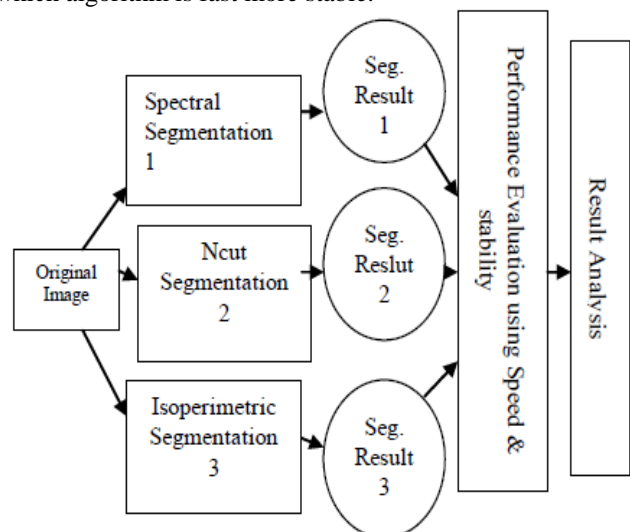 which algorithm is fast more stable.
Original
Image
Spectral
Segmentation
1
Ncut
Segmentation
2
Isoperimetric
Segmentation
3
Seg.
Result
1
Seg.
Reslut
2
Seg.
Result
3
Performance Evaluation using Speed &
stability
Result Analysis